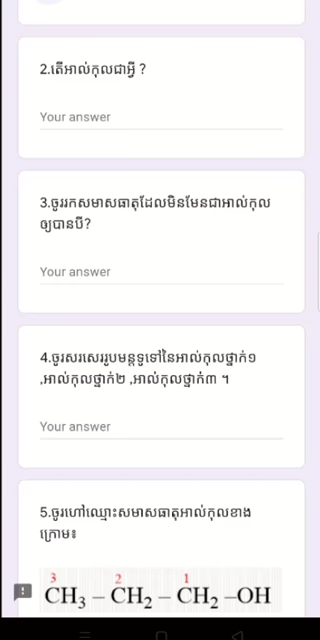 2.តើអាល់កុលជាអ្វី ?
Your answer
3.ចូររកសមាសធាតុដែលមិនមែនជាអាល់កុល
ឲ្យបានបី?
Your answer
4.ចូរសរសេររូបមន្តទូទៅនៃអាល់កុលថ្នាក់១
,អាល់កុលថ្នាក់២ ,អាល់កុលថ្នាក់៣ ។
Your answer
5.ចូរហៅឈ្មោះសមាសធាតុអាល់កុលខាង
ក្រោម៖
3 2 1
CH₃ – CH₂ – CH₂ –OH